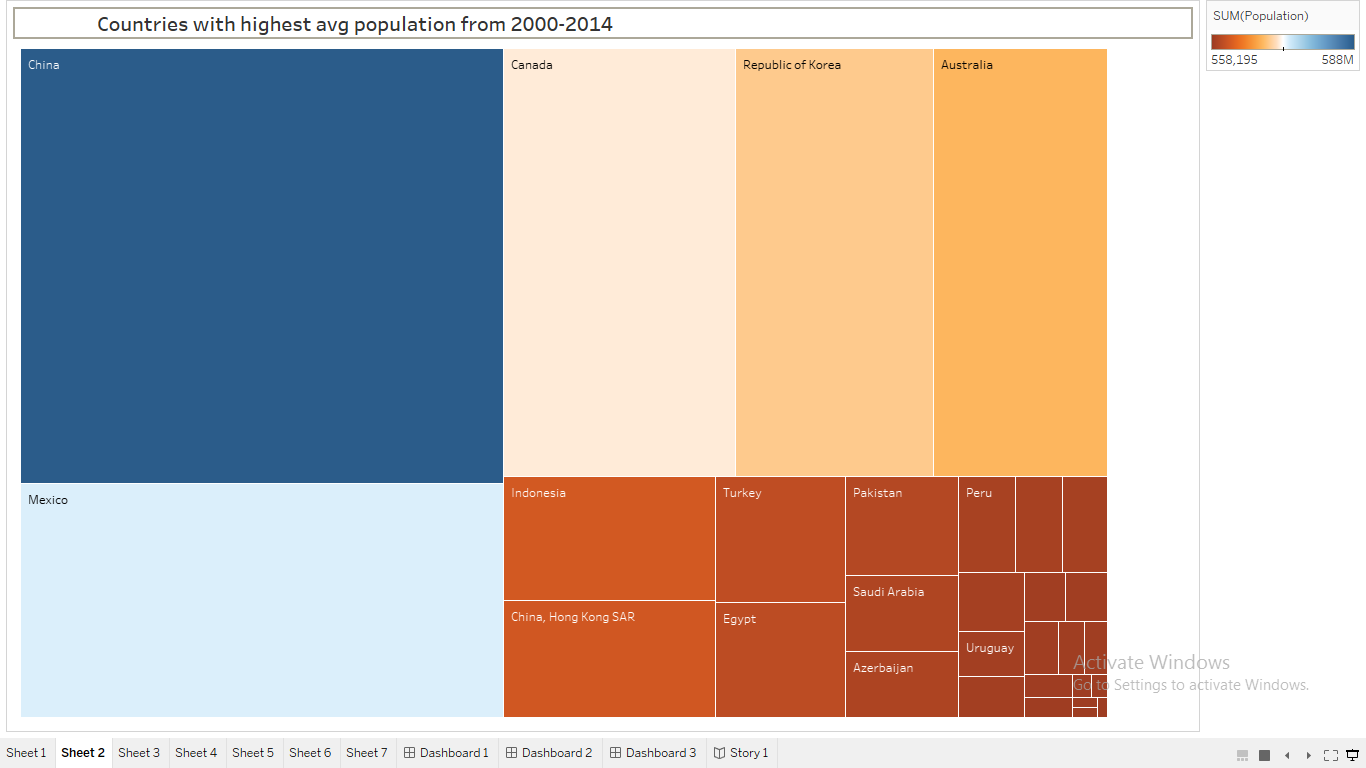 Countries with highest avg population from 2000-2014
SUM(Population)
558,195 588M
China
Canada
Republic of Korea
Australia
Mexico
Indonesia
Turkey
Pakistan
Peru
China, Hong Kong SAR
Egypt
Saudi Arabia
Azerbaijan
Uruguay
Activate Windows
Go to Settings to activate Windows.
Sheet 1 Sheet 2 Sheet 3 Sheet 4 Sheet 5 Sheet 6 Sheet 7 Dashboard 1 Dashboard 2 Dashboard 3 Story 1